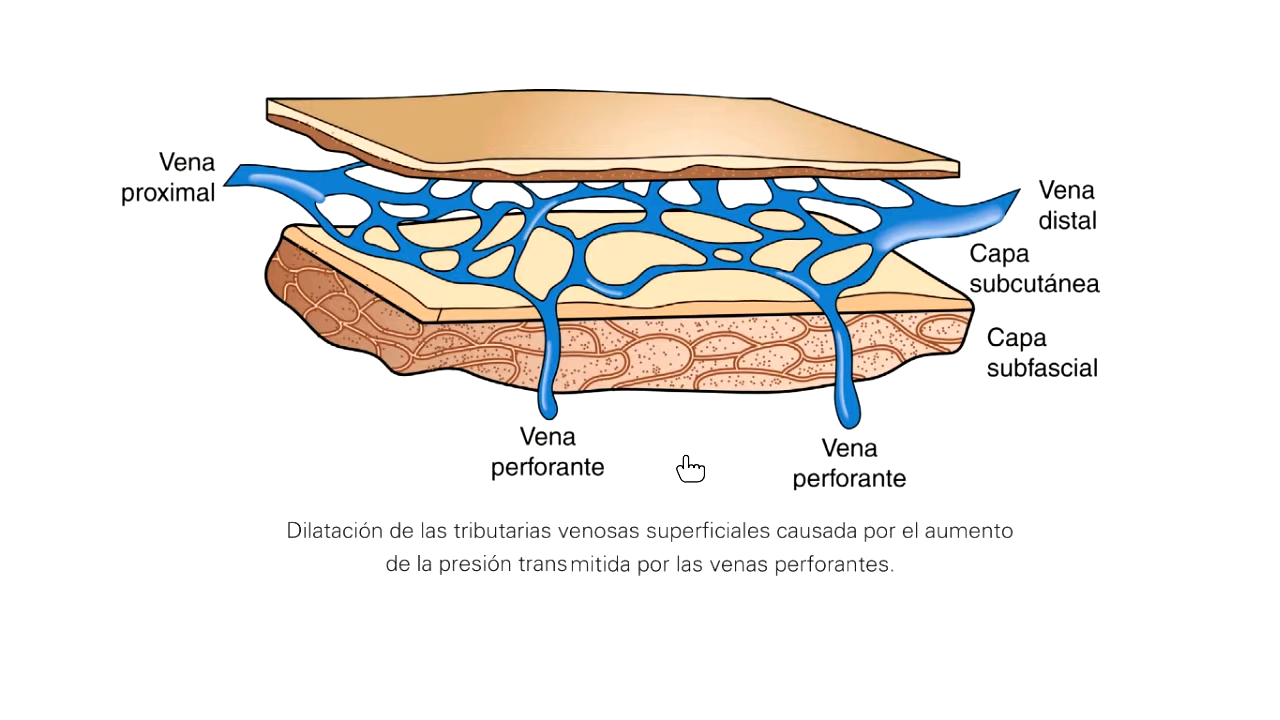 Vena
proximal
Vena
distal
Capa
subcutánea
Capa
subfascial
Vena
perforante
Vena
perforante
Dilatación de las tributarias venosas superficiales causada por el aumento
de la presión transmitida por las venas perforantes.